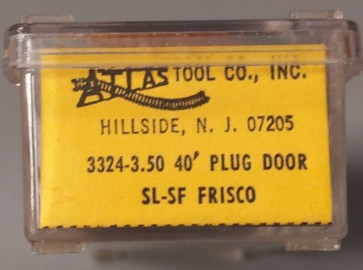 ATLAS TOOL CO., INC.
HILLSIDE, N. J. 07205
3324-3.50 40' PLUG DOOR
SL-SF FRISCO